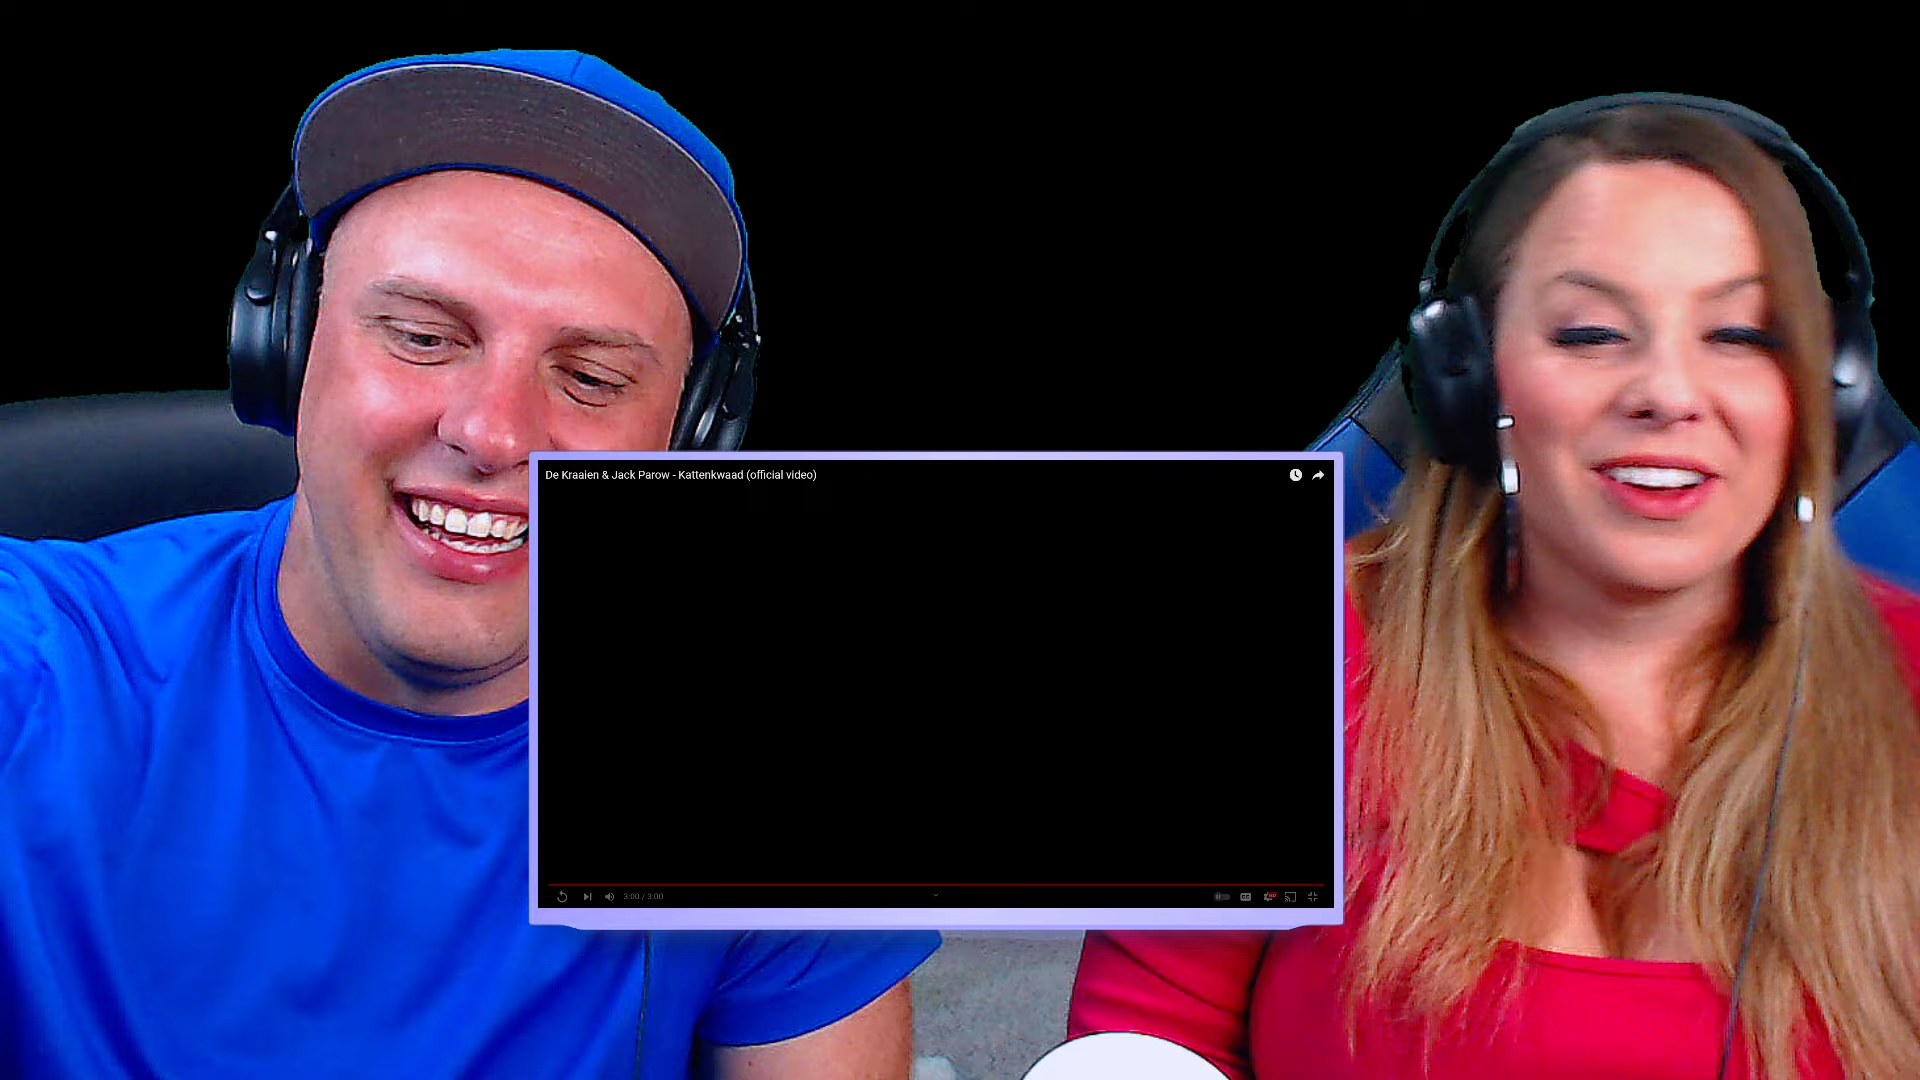 De Kraaien & Jack Parow - Kattenkwaad (official video)
3:00 / 3:00